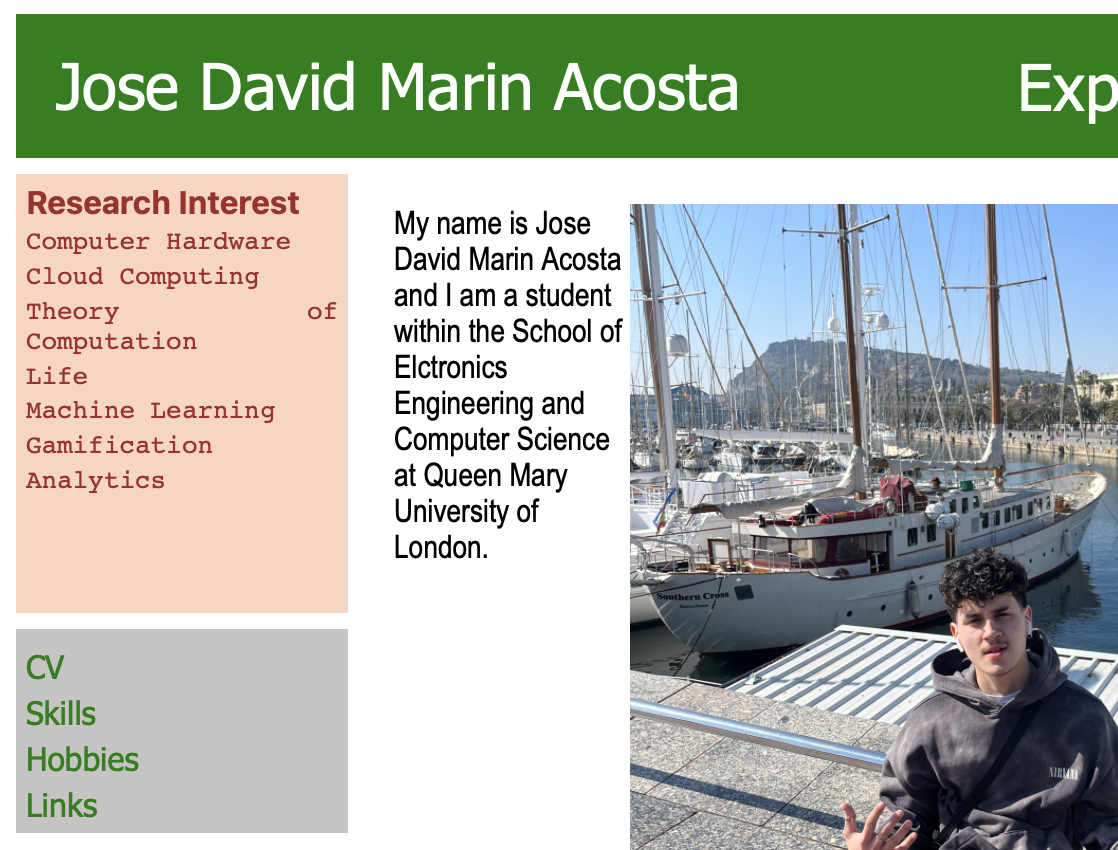 Jose David Marin Acosta
Exp
Research Interest
Computer Hardware
Cloud Computing
Theory of
Computation
Life
Machine Learning
Gamification
Analytics
My name is Jose
David Marin Acosta
and I am a student
within the School of
Elctronics
Engineering and
Computer Science
at Queen Mary
University of
London.
Southern Cross
Barcelona
NIRVANA
CV
Skills
Hobbies
Links